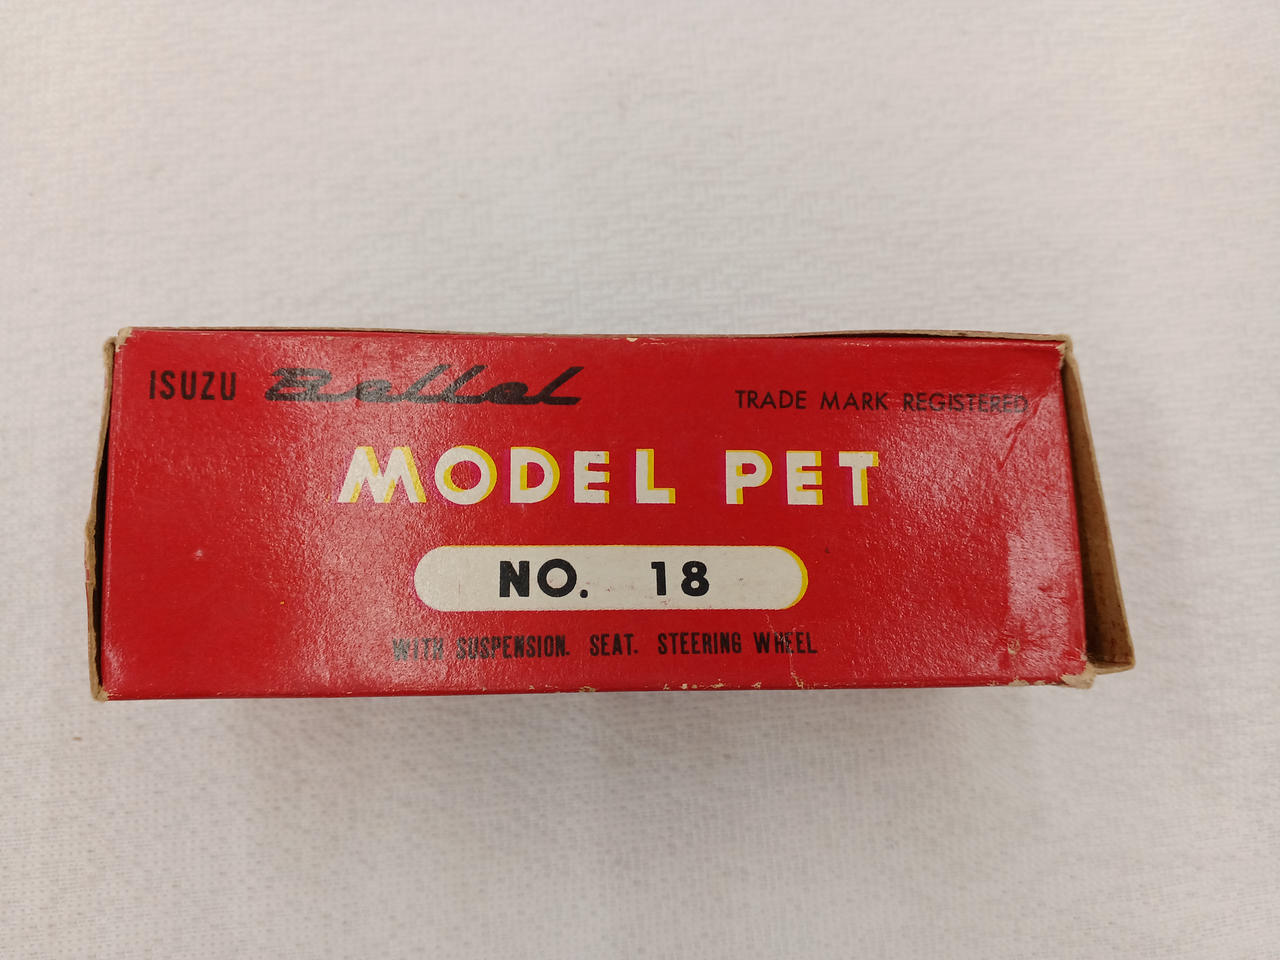 ISUZU Bellel
TRADE MARK REGISTERED
MODEL PET
NO. 18
WITH SUSPENSION. SEAT. STEERING WHEEL